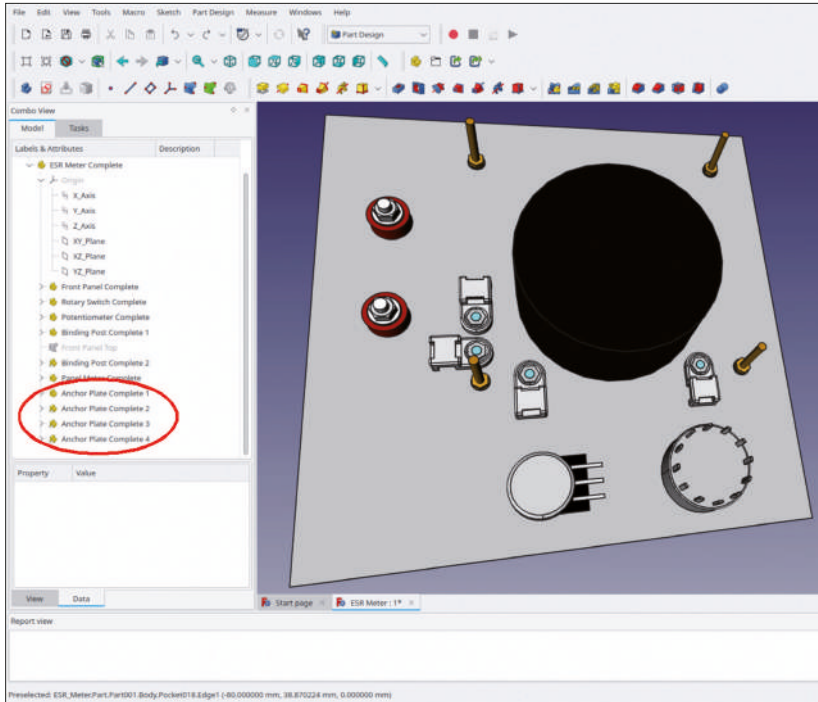 File Edit View Tools Macro Sketch Part Design Measure Windows Help
Part Design
Combo View
Model Tasks
Labels & Attributes Description
ESR Meter Complete
Origin
X_Axis
Y_Axis
Z_Axis
XY_Plane
XZ_Plane
YZ_Plane
Front Panel Complete
Rotary Switch Complete
Potentiometer Complete
Binding Post Complete 1
Front Panel Top
Binding Post Complete 2
Panel Meter Complete
Anchor Plate Complete 1
Anchor Plate Complete 2
Anchor Plate Complete 3
Anchor Plate Complete 4
Property Value
View Data
Start page ESR Meter : 1*
Report view
Preselected: ESR_Meter.Part.Part001.Body.Pocket018.Edge1 (-80.000000 mm, 38.870224 mm, 0.000000 mm)